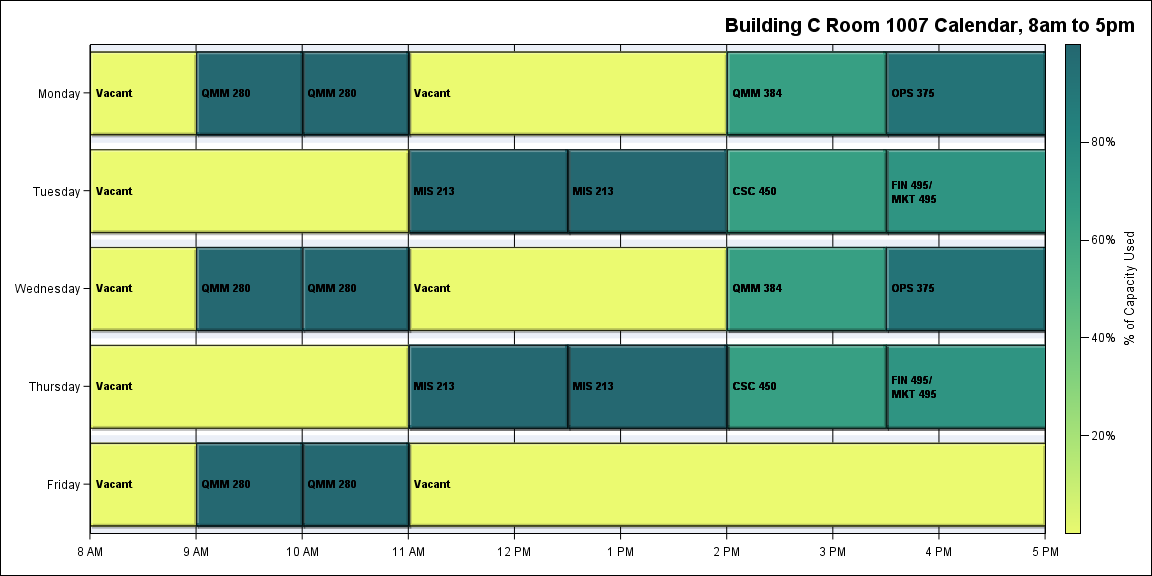 Building C Room 1007 Calendar, 8am to 5pm
Monday
Vacant
QMM 280
QMM 280
Vacant
QMM 384
OPS 375
Tuesday
Vacant
MIS 213
MIS 213
CSC 450
FIN 495/
MKT 495
Wednesday
Vacant
QMM 280
QMM 280
Vacant
QMM 384
OPS 375
Thursday
Vacant
MIS 213
MIS 213
CSC 450
FIN 495/
MKT 495
Friday
Vacant
QMM 280
QMM 280
Vacant
8 AM
9 AM
10 AM
11 AM
12 PM
1 PM
2 PM
3 PM
4 PM
5 PM
80%
60%
40%
20%
% of Capacity Used